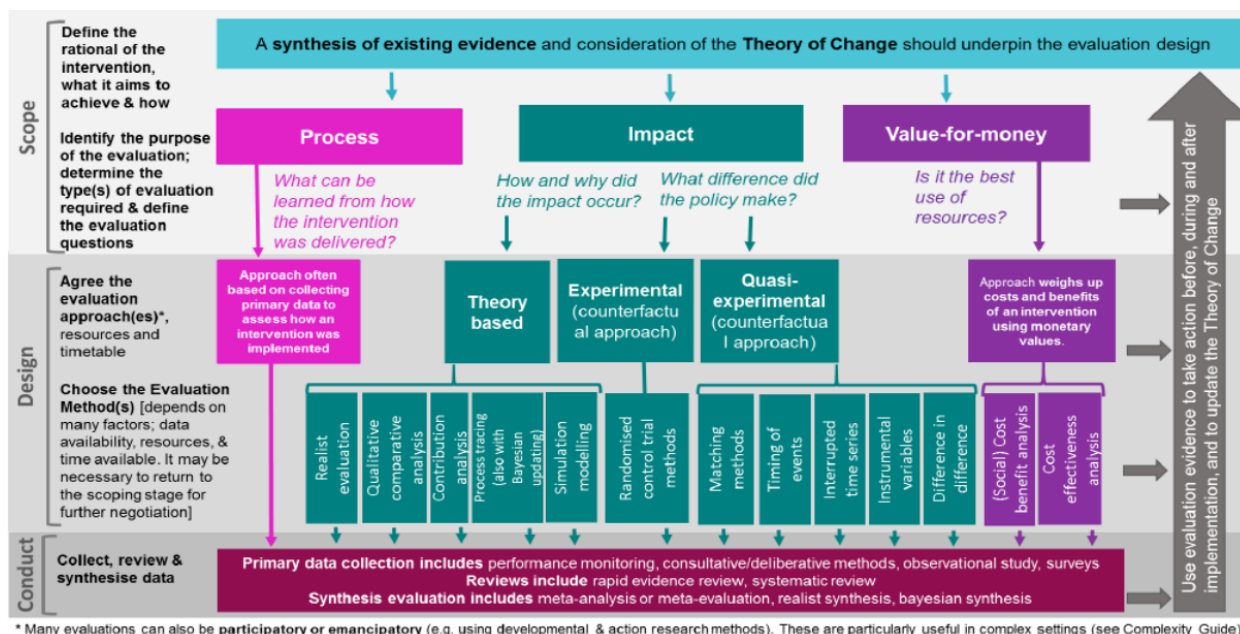 Scope
Define the
rational of the
intervention,
what it aims to
achieve & how
Identify the purpose
of the evaluation;
determine the
type(s) of evaluation
required & define
the evaluation
questions
A synthesis of existing evidence and consideration of the Theory of Change should underpin the evaluation design
Process
Impact
Value-for-money
What can be
learned from how
the intervention
was delivered?
How and why did
the impact occur?
What difference did
the policy make?
Is it the best
use of
resources?
Design
Agree the
evaluation
approach(es)*,
resources and
timetable
Choose the Evaluation
Method(s) [depends on
many factors; data
availability, resources, &
time available. It may be
necessary to return to
the scoping stage for
further negotiation]
Approach often
based on collecting
primary data to
assess how an
intervention was
implemented
Theory
based
Experimental
(counterfactu
al approach)
Quasi-
experimental
(counterfactua
l approach)
Approach weighs up
costs and benefits
of an intervention
using monetary
values.
Realist
evaluation
Qualitative
comparative
analysis
Contribution
analysis
Process tracing
(also with
Bayesian
updating)
Simulation
modelling
Randomised
control trial
methods
Matching
methods
Timing of
events
Interrupted
time series
Instrumental
variables
Difference in
difference
(Social) Cost
benefit analysis
Cost
effectiveness
analysis
Conduct
Collect, review &
synthesise data
Primary data collection includes performance monitoring, consultative/deliberative methods, observational study, surveys
Reviews include rapid evidence review, systematic review
Synthesis evaluation includes meta-analysis or meta-evaluation, realist synthesis, bayesian synthesis
Use evaluation evidence to take action before, during and after
implementation, and to update the Theory of Change
* Many evaluations can also be participatory or emancipatory (e.g. using developmental & action research methods). These are particularly useful in complex settings (see Complexity Guide)